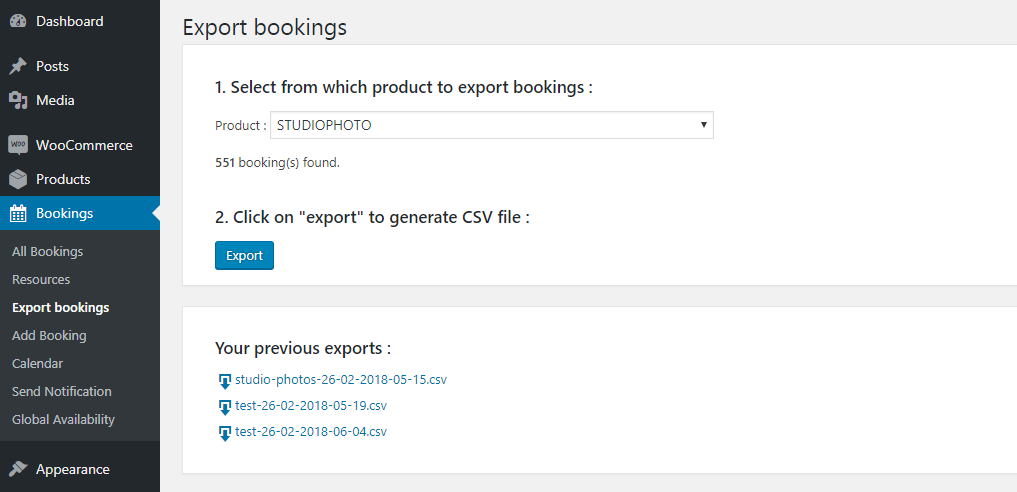 Dashboard
Posts
Media
WOO WooCommerce
Products
Bookings
All Bookings
Resources
Export bookings
Add Booking
Calendar
Send Notification
Global Availability
Appearance
Export bookings
1. Select from which product to export bookings :
Product : STUDIOPHOTO
551 booking(s) found.
2. Click on "export" to generate CSV file :
Export
Your previous exports :
studio-photos-26-02-2018-05-15.csv
test-26-02-2018-05-19.csv
test-26-02-2018-06-04.csv